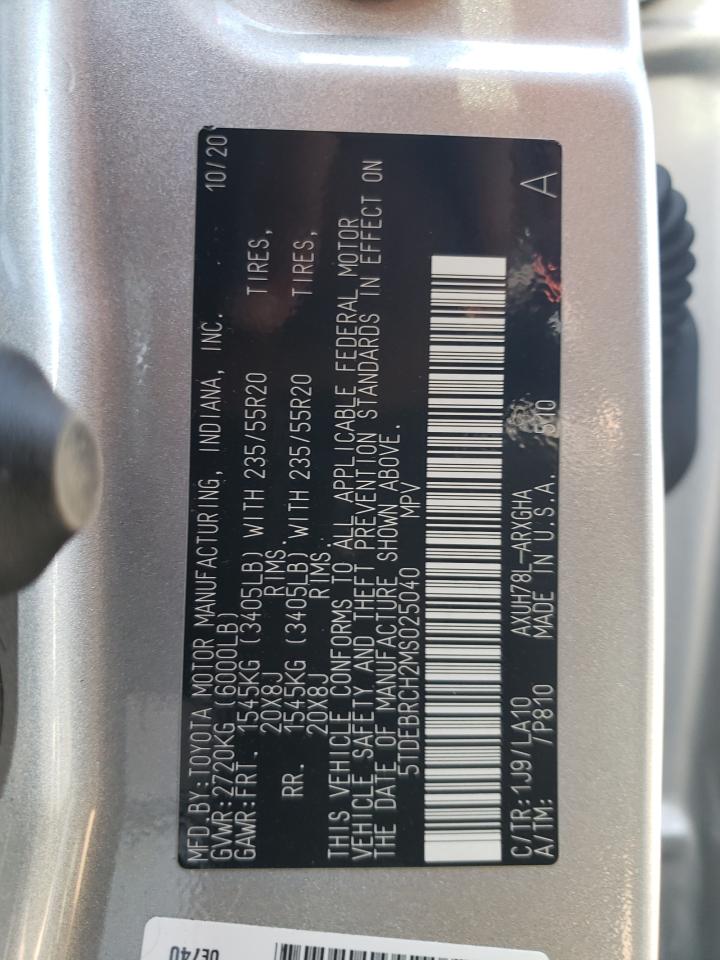 MFD.BY:TOYOTA MOTOR MANUFACTURING, INDIANA, INC. 10/20
GVWR:2720KG (6000LB)
GAWR:FRT. 1545KG (3405LB) WITH 235/55R20 TIRES,
20X8J RIMS.
RR. 1545KG (3405LB) WITH 235/55R20 TIRES,
20X8J RIMS.
THIS VEHICLE CONFORMS TO ALL APPLICABLE FEDERAL MOTOR
VEHICLE SAFETY AND THEFT PREVENTION STANDARDS IN EFFECT ON
THE DATE OF MANUFACTURE SHOWN ABOVE.
5TDEBRCH2MS025040 MPV
C/TR:1J9/LA10 AXUH78L-ARXGHA A
A/TM: /P810 MADE IN U.S.A. 510
0E740